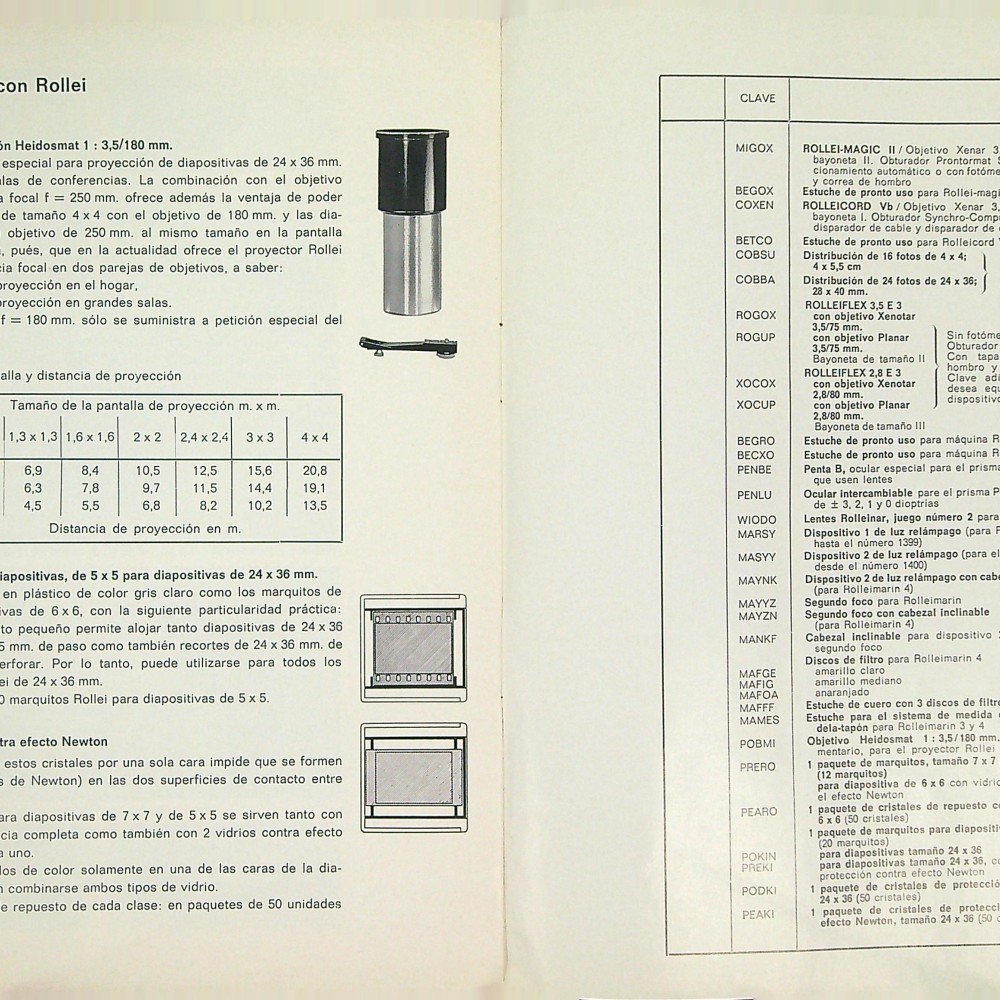 con Rollei
ón Heidosmat 1 : 3,5/180 mm.
especial para proyección de diapositivas de 24 x 36 mm.
alas de conferencias. La combinación con el objetivo
a focal f = 250 mm. ofrece además la ventaja de poder
de tamaño 4 x 4 con el objetivo de 180 mm. y las dia-
objetivo de 250 mm. al mismo tamaño en la pantalla
, pués, que en la actualidad ofrece el proyector Rollei
cia focal en dos parejas de objetivos, a saber:
proyección en el hogar,
proyección en grandes salas.
f = 180 mm. sólo se suministra a petición especial del
alla y distancia de proyección
Tamaño de la pantalla de proyección m. x m.
1,3 x 1,3 1,6 x 1,6 2 x 2 2,4 x 2,4 3 x 3 4 x 4
6,9 8,4 10,5 12,5 15,6 20,8
6,3 7,8 9,7 11,5 14,4 19,1
4,5 5,5 6,8 8,2 10,2 13,5
Distancia de proyección en m.
iapositivas, de 5 x 5 para diapositivas de 24 x 36 mm.
en plástico de color gris claro como los marquitos de
ivas de 6 x 6, con la siguiente particularidad práctica:
to pequeño permite alojar tanto diapositivas de 24 x 36
5 mm. de paso como también recortes de 24 x 36 mm. de
erforar. Por lo tanto, puede utilizarse para todos los
ei de 24 x 36 mm.
0 marquitos Rollei para diapositivas de 5 x 5.
tra efecto Newton
estos cristales por una sola cara impide que se formen
s de Newton) en las dos superficies de contacto entre
ara diapositivas de 7 x 7 y de 5 x 5 se sirven tanto con
cia completa como también con 2 vidrios contra efecto
a uno.
los de color solamente en una de las caras de la dia-
n combinarse ambos tipos de vidrio.
e repuesto de cada clase: en paquetes de 50 unidades
CLAVE
MIGOX ROLLEI-MAGIC II / Objetivo Xenar 3,
bayoneta II. Obturador Prontormat S
cionamiento automático o con fotóme
y correa de hombro
BEGOX Estuche de pronto uso para Rollei-magi
COXEN ROLLEICORD Vb / Objetivo Xenar 3,
bayoneta I. Obturador Synchro-Comp
disparador de cable y disparador de
BETCO Estuche de pronto uso para Rolleicord V
COBSU Distribución de 16 fotos de 4 x 4;
4 x 5,5 cm
COBBA Distribución de 24 fotos de 24 x 36;
28 x 40 mm.
ROLLEIFLEX 3,5 E 3
ROGOX con objetivo Xenotar
3,5/75 mm.
ROGUP con objetivo Planar
3,5/75 mm.
Bayoneta de tamaño II
ROLLEIFLEX 2,8 E 3
XOCOX con objetivo Xenotar
2,8/80 mm.
XOCUP con objetivo Planar
2,8/80 mm.
Bayoneta de tamaño III
Sin fotóme
Obturador
Con tapa
hombro y
Clave adi
desea equ
dispositivo
BEGRO Estuche de pronto uso para máquina R
BECXO Estuche de pronto uso para máquina R
PENBE Penta B, ocular especial para el prisma
que usen lentes
PENLU Ocular intercambiable pare el prisma P
de ± 3, 2, 1 y 0 dioptrias
WIODO Lentes Rolleinar, juego número 2 para
MARSY Dispositivo 1 de luz relámpago (para R
hasta el número 1399)
MASYY Dispositivo 2 de luz relámpago (para el
desde el número 1400)
MAYNK Dispositivo 2 de luz relámpago con cabe
(para Rolleimarin 4)
MAYYZ Segundo foco para Rolleimarin
MAYZN Segundo foco con cabezal inclinable
(para Rolleimarin 4)
MANKF Cabezal inclinable para dispositivo 2
segundo foco
Discos de filtro para Rolleimarin 4
MAFGE amarillo claro
MAFIG amarillo mediano
MAFOA anaranjado
MAFFF Estuche de cuero con 3 discos de filtro
MAMES Estuche para el sistema de medida
dela-tapón para Rolleimarin 3 y 4
POBMI Objetivo Heidosmat 1 : 3,5/180 mm.
mentario, para el proyector Rollei
PRERO 1 paquete de marquitos, tamaño 7 x 7
(12 marquitos)
para diapositiva de 6 x 6 con vidrio
el efecto Newton
PEARO 1 paquete de cristales de repuesto co
6 x 6 (50 cristales)
1 paquete de marquitos para diapositi
(20 marquitos)
POKIN para diapositivas tamaño 24 x 36
PREKI para diapositivas tamaño 24 x 36, co
protección contra efecto Newton
PODKI 1 paquete de cristales de protecció
24 x 36 (50 cristales)
PEAKI 1 paquete de cristales de protecci
efecto Newton, tamaño 24 x 36 (50 c